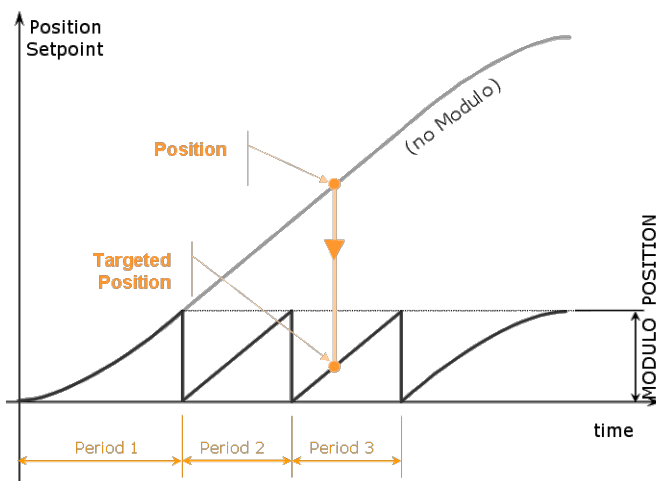 Position
Setpoint
(no Modulo)
Position
Targeted
Position
MODULO POSITION
time
Period 1
Period 2
Period 3